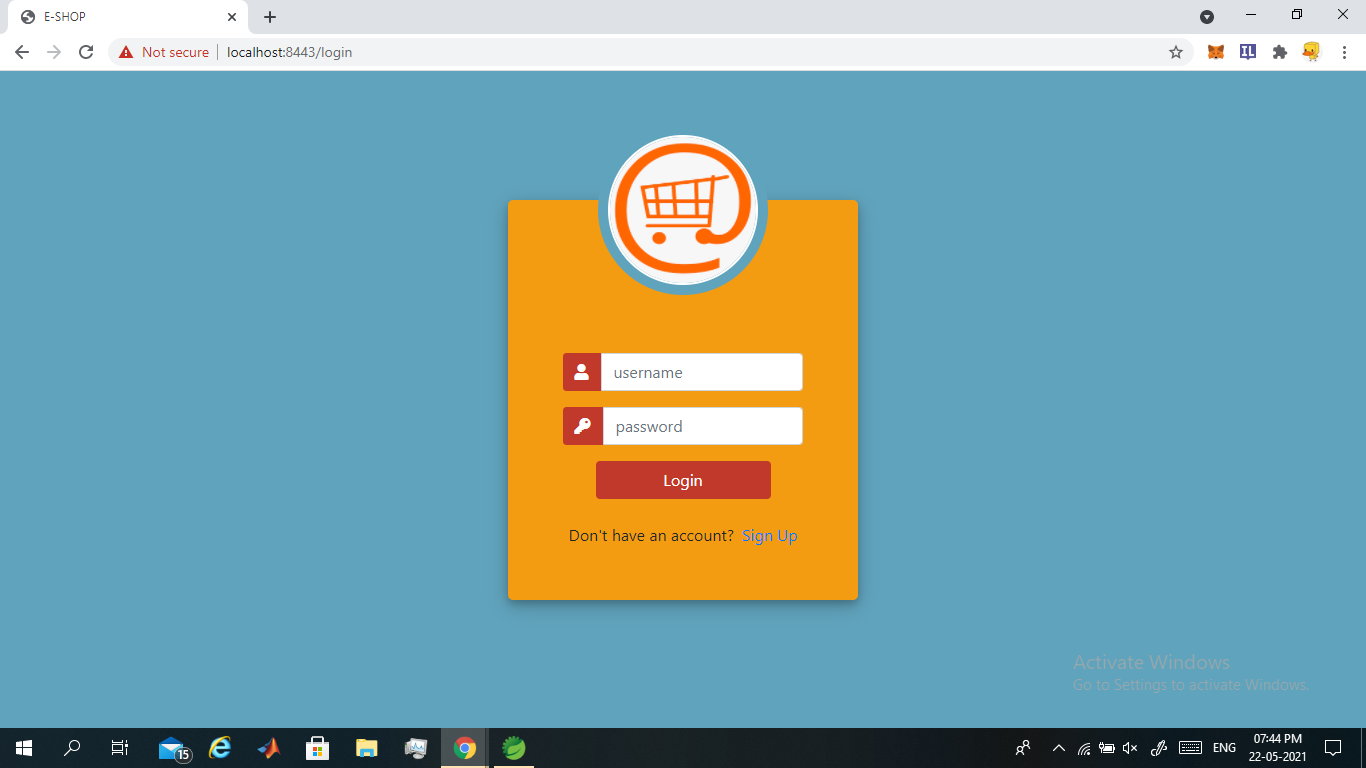 E-SHOP
Not secure
localhost:8443/login
IL
username
password
Login
Don't have an account? Sign Up
Activate Windows
Go to Settings to activate Windows.
15
ENG
07:44 PM
22-05-2021